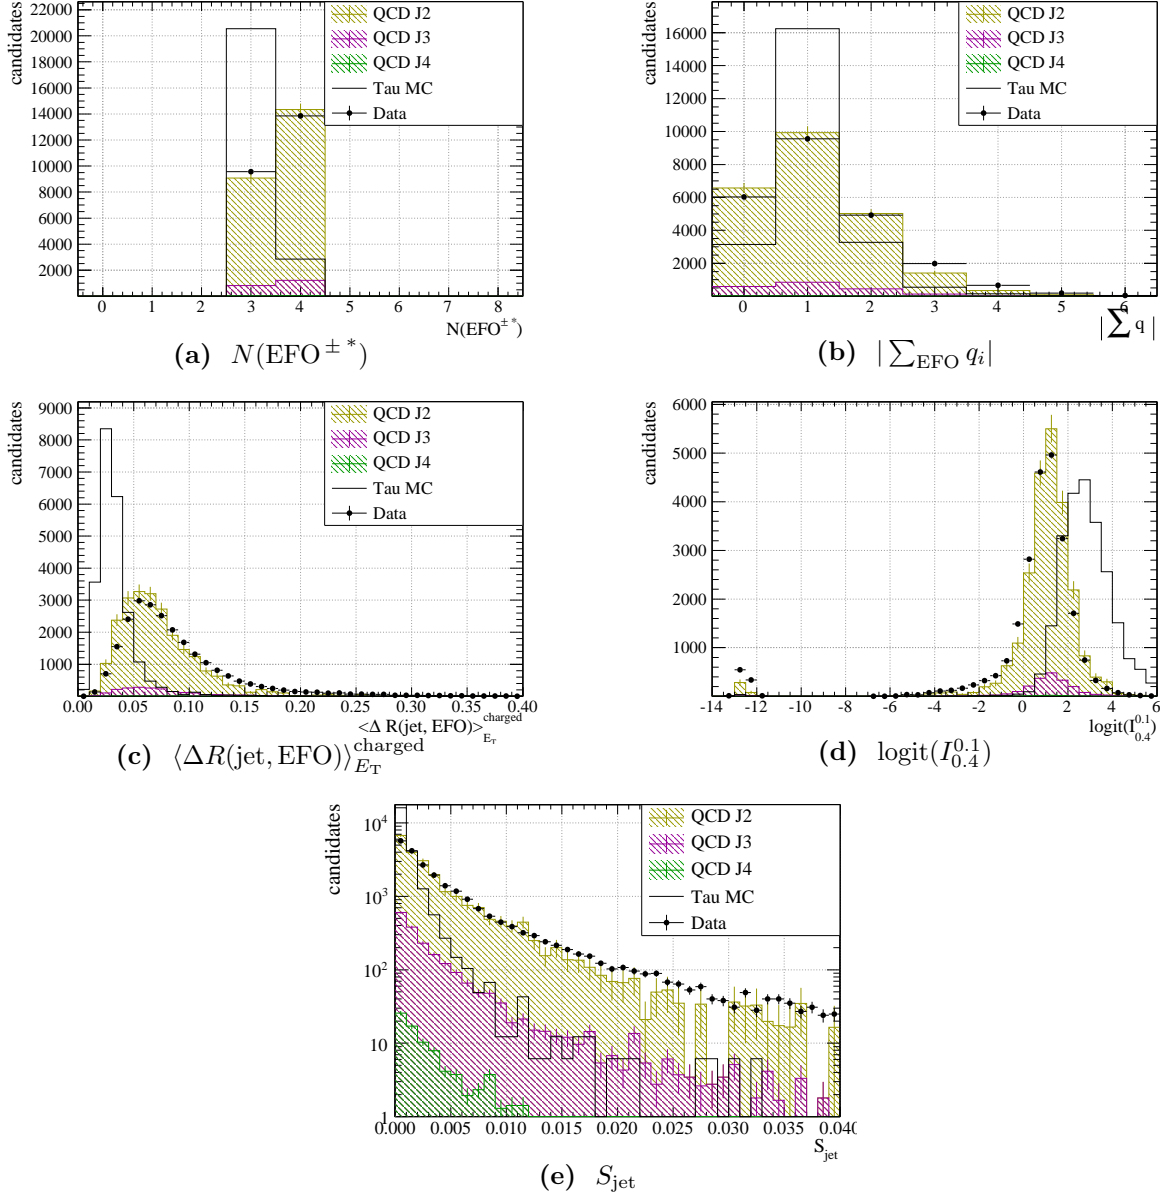 candidates
22000
20000
18000
16000
14000
12000
10000
8000
6000
4000
2000
0 1 2 3 4 5 6 7 8
N(EFO± *)
QCD J2
QCD J3
QCD J4
Tau MC
Data
(a) N(EFO± *)
candidates
16000
14000
12000
10000
8000
6000
4000
2000
0 1 2 3 4 5 6
|∑ q |
QCD J2
QCD J3
QCD J4
Tau MC
Data
(b) | ∑EFO qi|
candidates
9000
8000
7000
6000
5000
4000
3000
2000
1000
0.00 0.05 0.10 0.15 0.20 0.25 0.30 0.35 0.40
<Δ R(jet, EFO)>charged ET
QCD J2
QCD J3
QCD J4
Tau MC
Data
(c) ⟨ΔR(jet, EFO)⟩charged ET
candidates
6000
5000
4000
3000
2000
1000
-14 -12 -10 -8 -6 -4 -2 0 2 4 6
logit(I0.1 0.4)
(d) logit(I0.1 0.4)
candidates
10^4
10^3
10^2
10
1
0.000 0.005 0.010 0.015 0.020 0.025 0.030 0.035 0.040
Sjet
QCD J2
QCD J3
QCD J4
Tau MC
Data
(e) Sjet